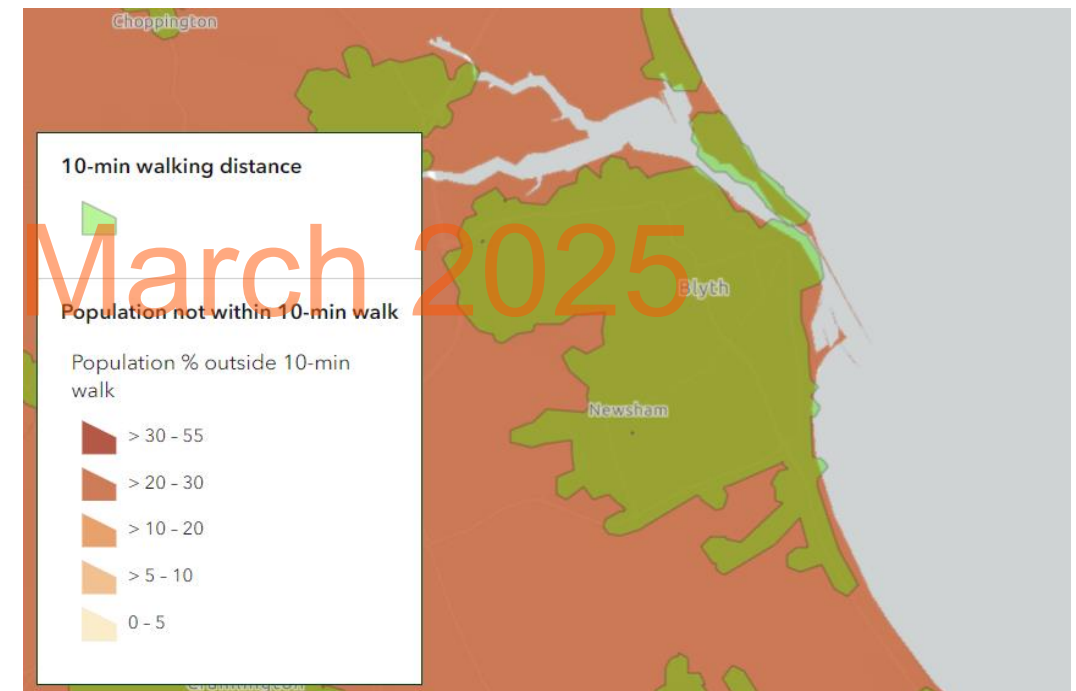 Choppington
10-min walking distance
March 2025
Population not within 10-min walk
Population % outside 10-min
walk
> 30 - 55
> 20 - 30
> 10 - 20
> 5 - 10
0 - 5
Blyth
Newsham